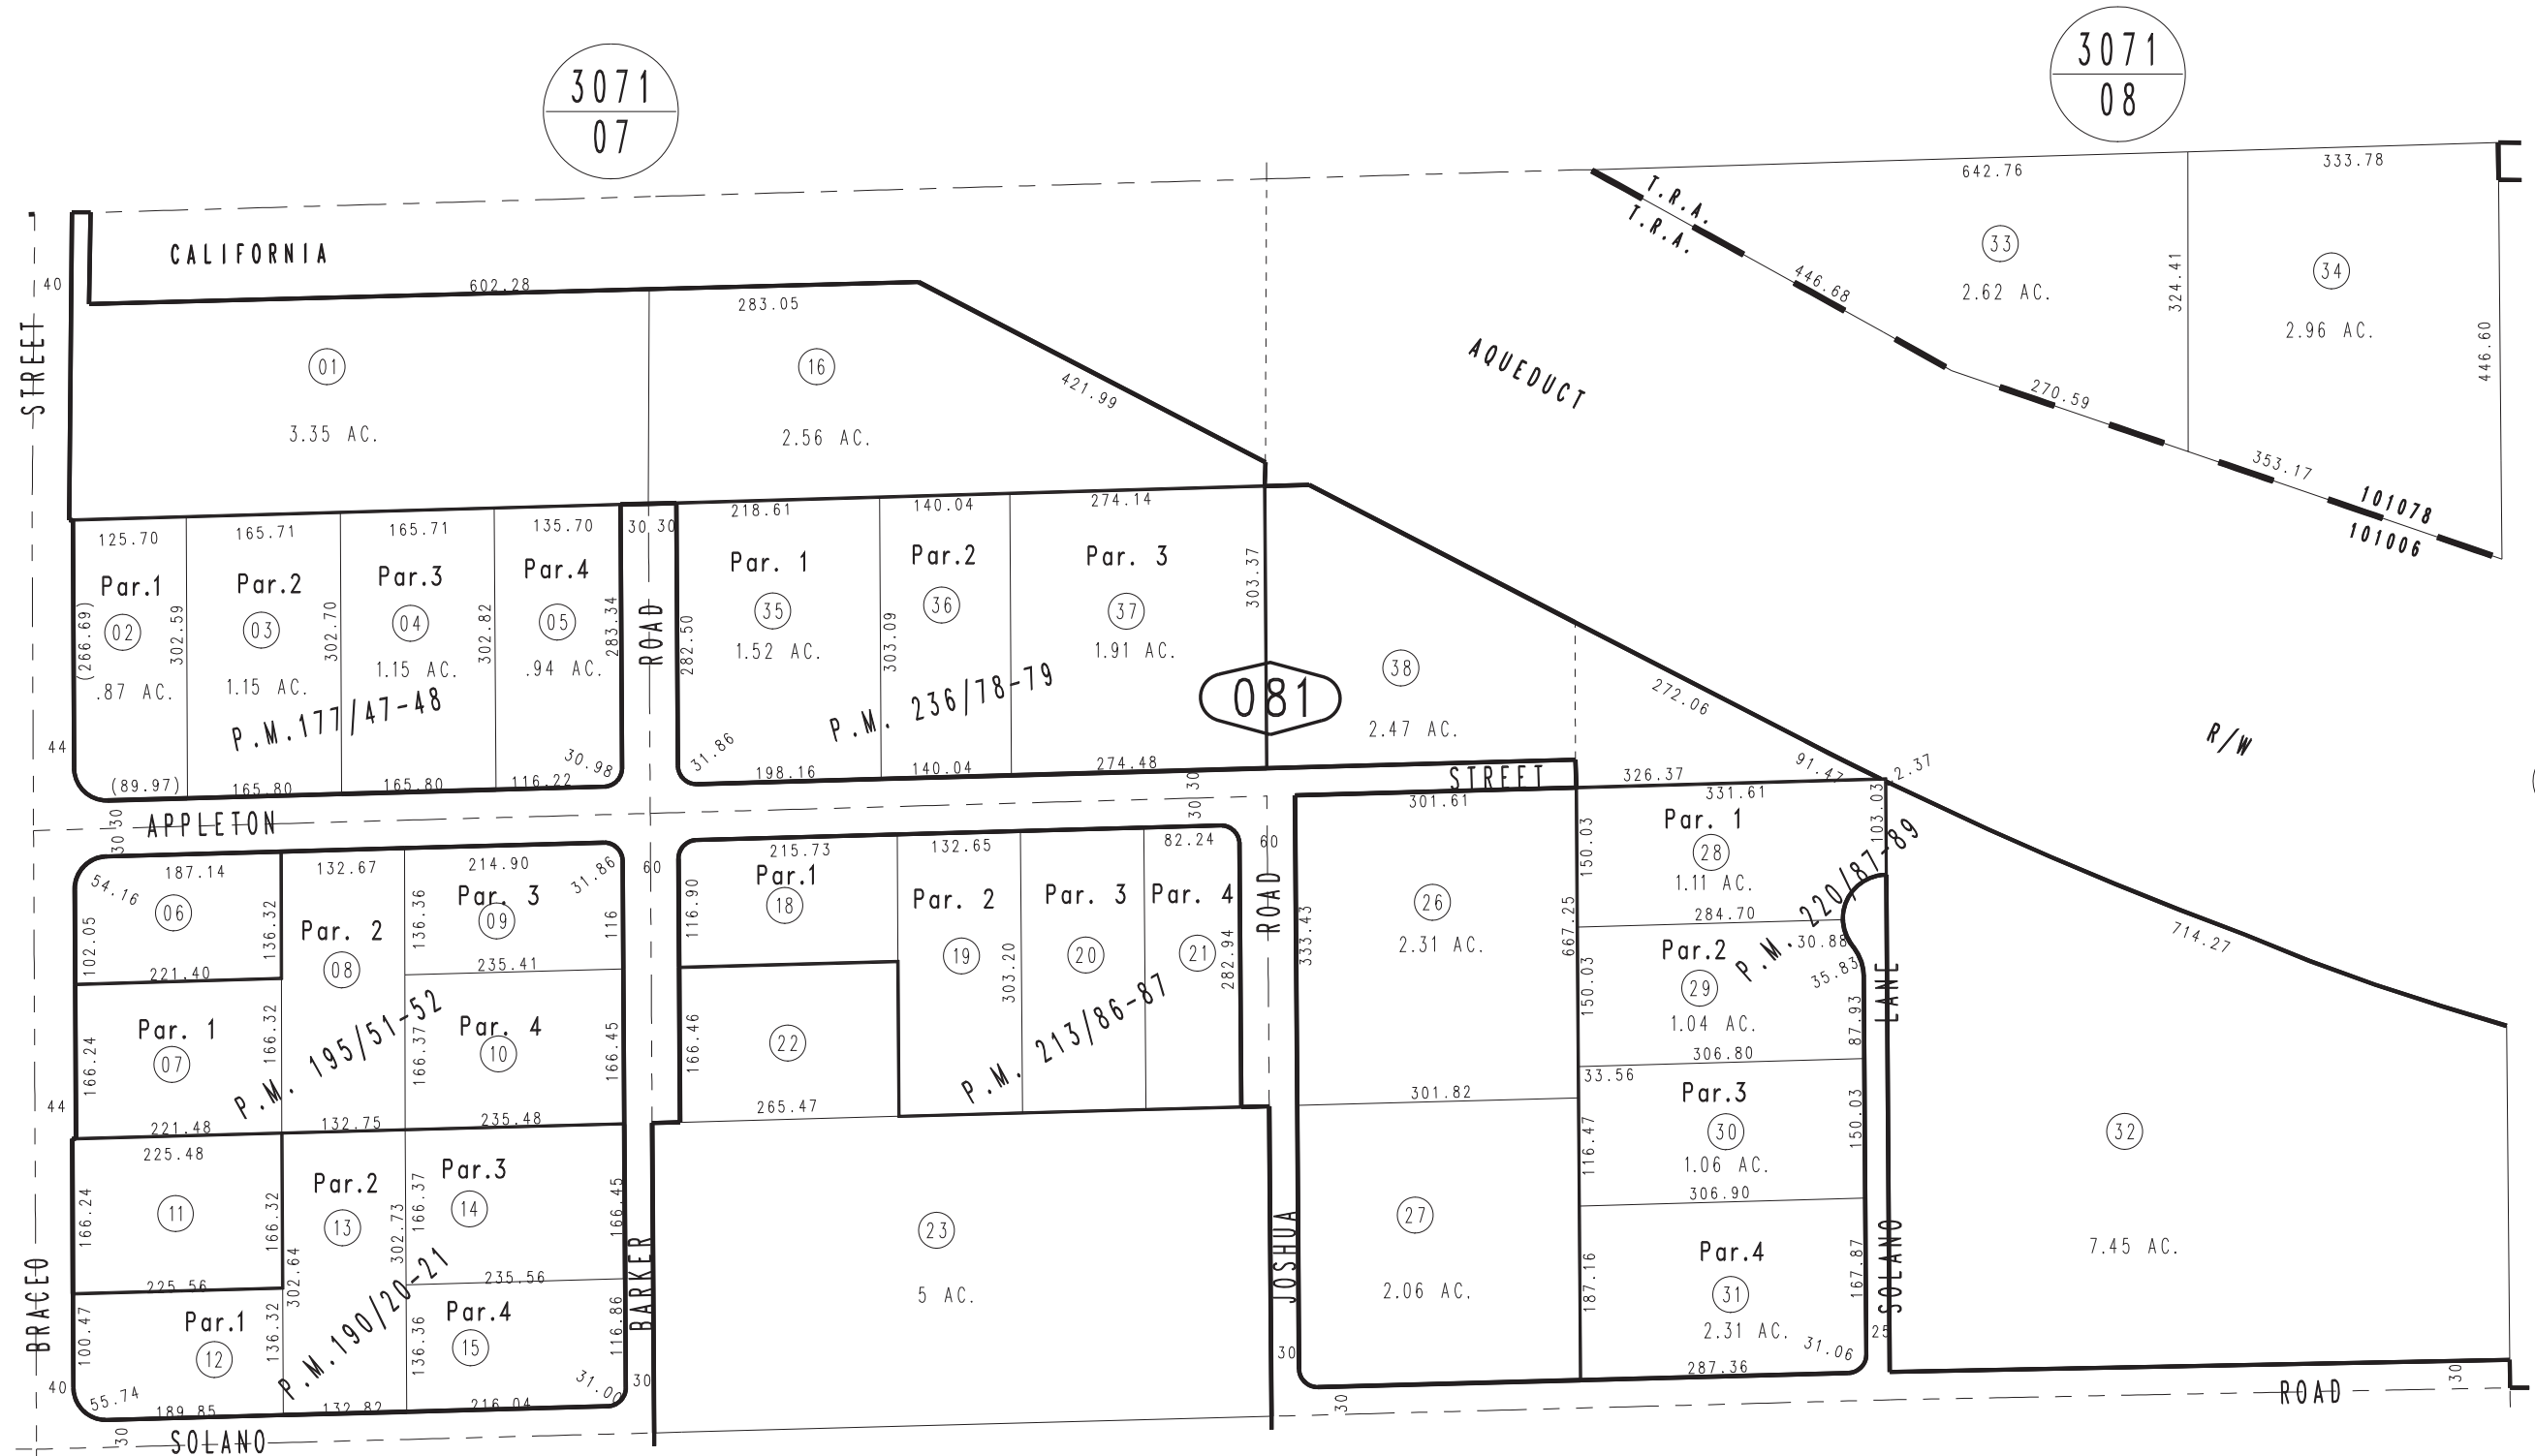 3071
07
3071
08
CALIFORNIA
40
STREET
602.28
283.05
421.99
AQUEDUCT
T.R.A.
T.R.A.
446.68
270.59
353.17
101078
101006
642.76
333.78
33
2.62 AC.
324.41
34
2.96 AC.
446.60
01
3.35 AC.
16
2.56 AC.
125.70
165.71
165.71
135.70
30
30
218.61
140.04
274.14
Par.1
02
.87 AC.
(266.69)
302.59
(89.97)
Par.2
03
1.15 AC.
302.70
165.80
Par.3
04
1.15 AC.
302.82
165.80
Par.4
05
.94 AC.
283.34
30.98
116.22
P.M.177/47-48
44
ROAD
282.50
Par. 1
35
1.52 AC.
31.86
198.16
Par.2
36
303.09
140.04
Par. 3
37
1.91 AC.
303.37
274.48
P.M. 236/78-79
081
38
2.47 AC.
272.06
91.47
2.37
R/W
APPLETON
30
30
30
30
STREET
326.37
187.14
132.67
214.90
31.86
54.16
06
102.05
136.32
221.40
Par. 1
07
166.24
166.32
221.48
Par. 2
08
132.75
Par. 3
09
136.36
116
235.41
Par. 4
10
166.37
166.45
235.48
P.M. 195/51-52
44
60
215.73
132.65
82.24
60
Par.1
18
116.90
22
166.46
265.47
Par. 2
19
303.20
Par. 3
20
Par. 4
21
282.94
P.M. 213/86-87
ROAD
301.61
26
2.31 AC.
333.43
667.25
301.82
27
2.06 AC.
331.61
Par. 1
28
1.11 AC.
150.03
103.03
284.70
Par.2
29
1.04 AC.
150.03
30.88
35.83
87.93
306.80
33.56
Par.3
30
1.06 AC.
116.47
150.03
306.90
Par.4
31
2.31 AC.
187.16
167.87
31.06
287.36
P.M. 220/87-89
LANE
SOLANO
25
714.27
32
7.45 AC.
225.48
11
166.24
166.32
225.56
Par.1
12
100.47
136.32
55.74
189.85
Par.2
13
302.64
302.73
132.82
Par.3
14
166.37
166.45
235.56
Par.4
15
136.36
116.86
31.00
216.04
P.M.190/20-21
BRACEO
40
BARKER
30
23
5 AC.
JOSHUA
30
30
30
SOLANO
30
ROAD